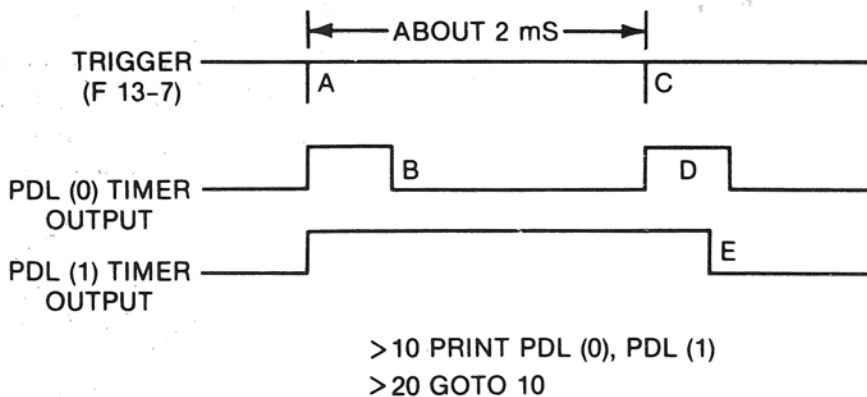 ABOUT 2 mS
TRIGGER
(F 13-7)
A
C
PDL (0) TIMER
OUTPUT
B
D
PDL (1) TIMER
OUTPUT
E
>10 PRINT PDL (0), PDL (1)
>20 GOTO 10